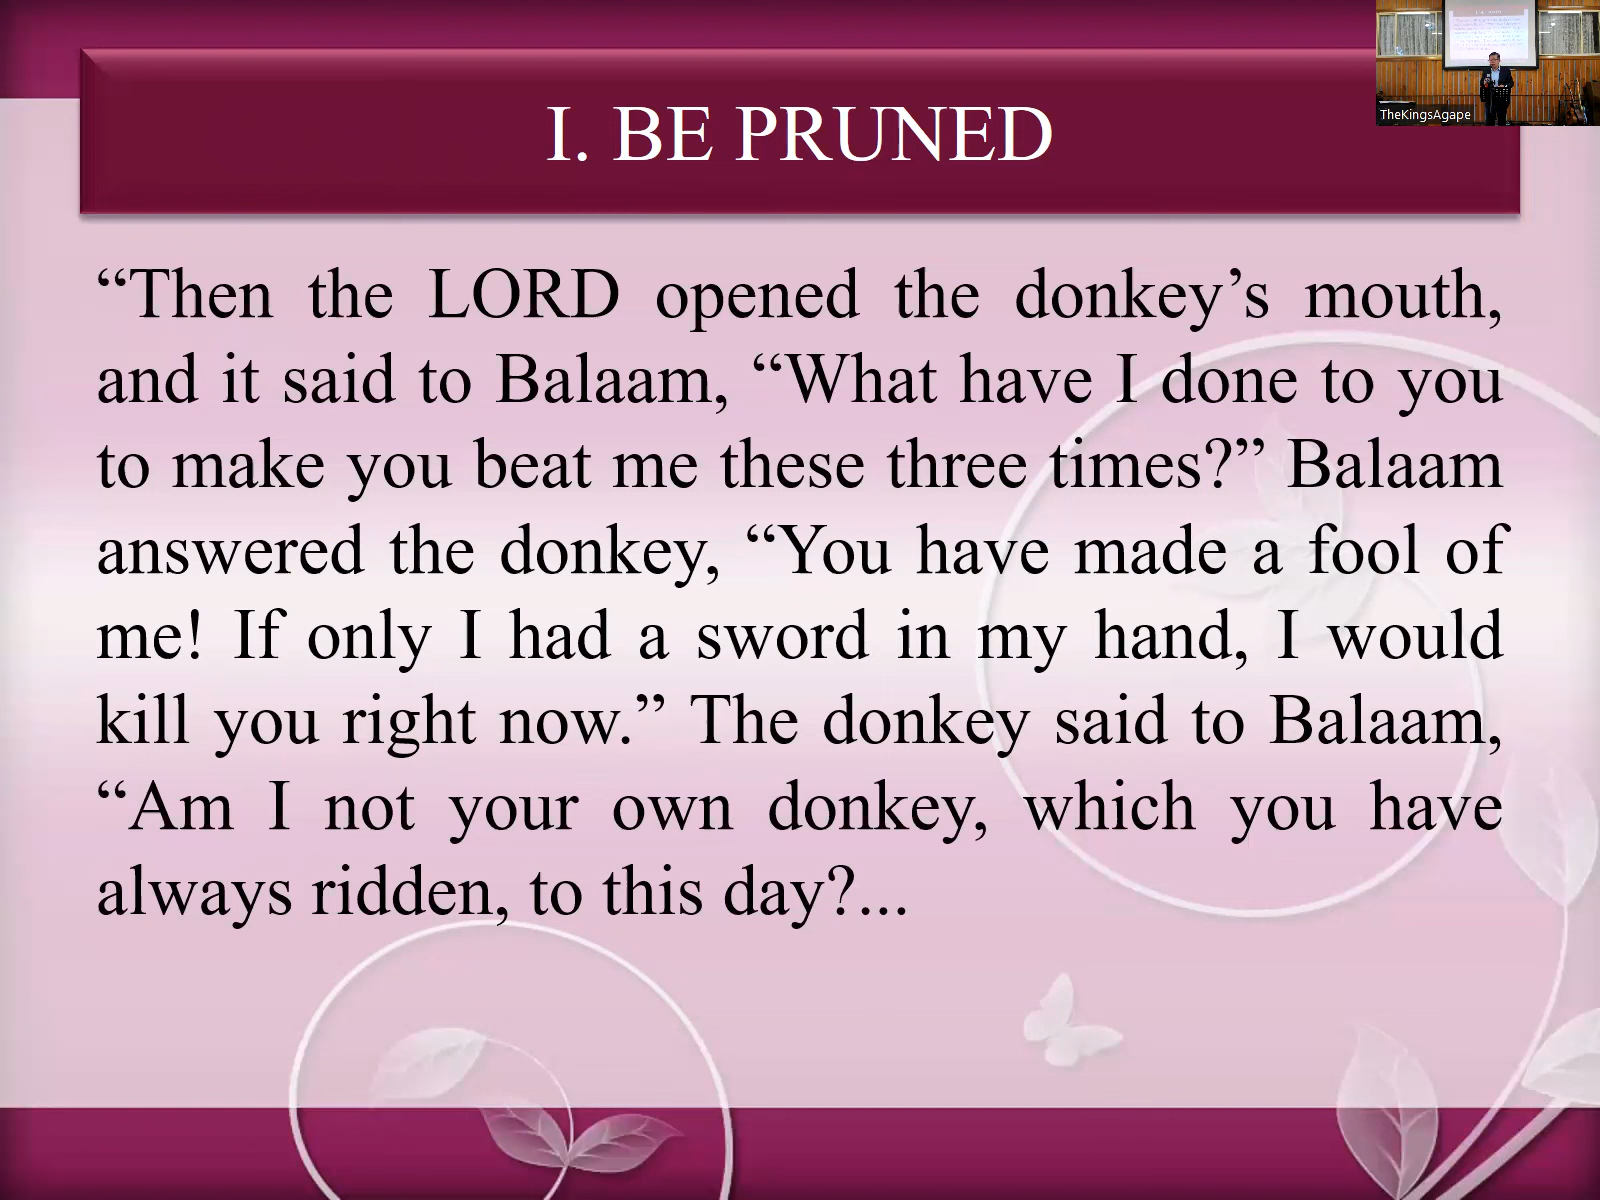 I. BE PRUNED
TheKingsAgape
“Then the LORD opened the donkey’s mouth,
and it said to Balaam, “What have I done to you
to make you beat me these three times?” Balaam
answered the donkey, “You have made a fool of
me! If only I had a sword in my hand, I would
kill you right now.” The donkey said to Balaam,
“Am I not your own donkey, which you have
always ridden, to this day?...